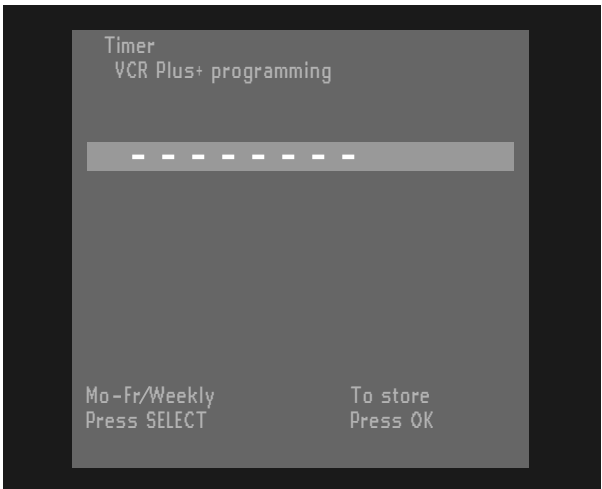 Timer
VCR Plus+ programming
- - - - - - - -
Mo-Fr/Weekly To store
Press SELECT Press OK